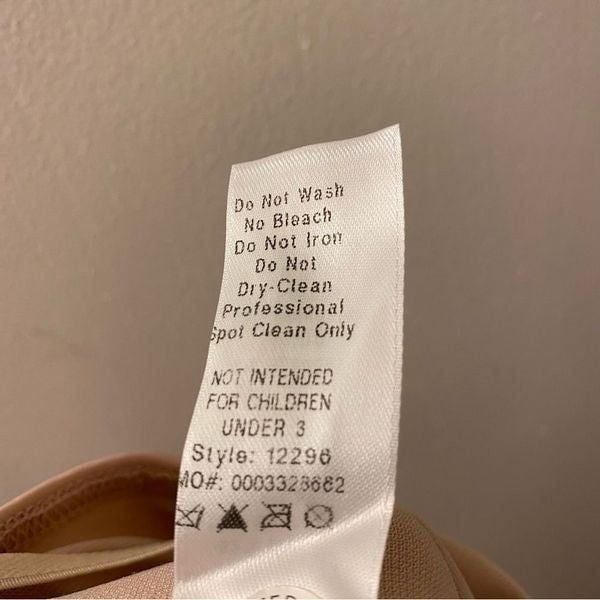 Do Not Wash
No Bleach
Do Not Iron
Do Not
Dry-Clean
Professional
Spot Clean Only
NOT INTENDED
FOR CHILDREN
UNDER 3
Style: 12296
MO#: 0003328662